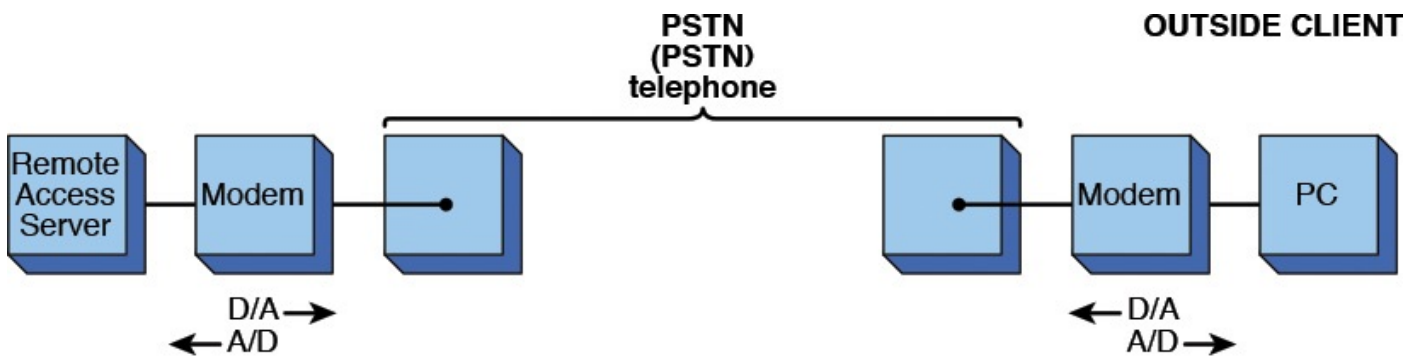 PSTN
(PSTN)
telephone
OUTSIDE CLIENT
Remote
Access
Server
Modem
Modem
PC
D/A
A/D
D/A
A/D